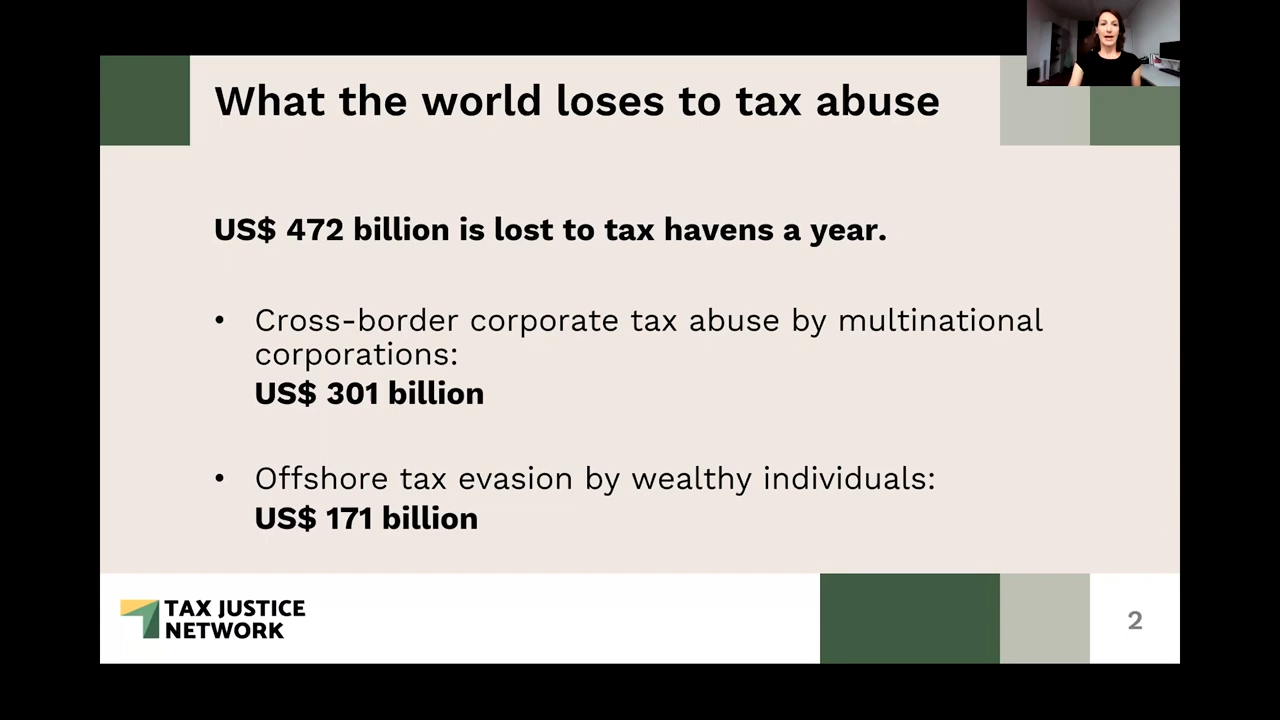 What the world loses to tax abuse
US$ 472 billion is lost to tax havens a year.
• Cross-border corporate tax abuse by multinational
corporations:
US$ 301 billion
• Offshore tax evasion by wealthy individuals:
US$ 171 billion
TAX JUSTICE
NETWORK
2